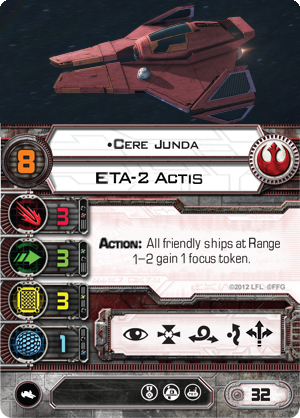 •Cere Junda
8
ETA-2 Actis
3
Action: All friendly ships at Range
1–2 gain 1 focus token.
3
©2012 LFL ©FFG
3
1
32